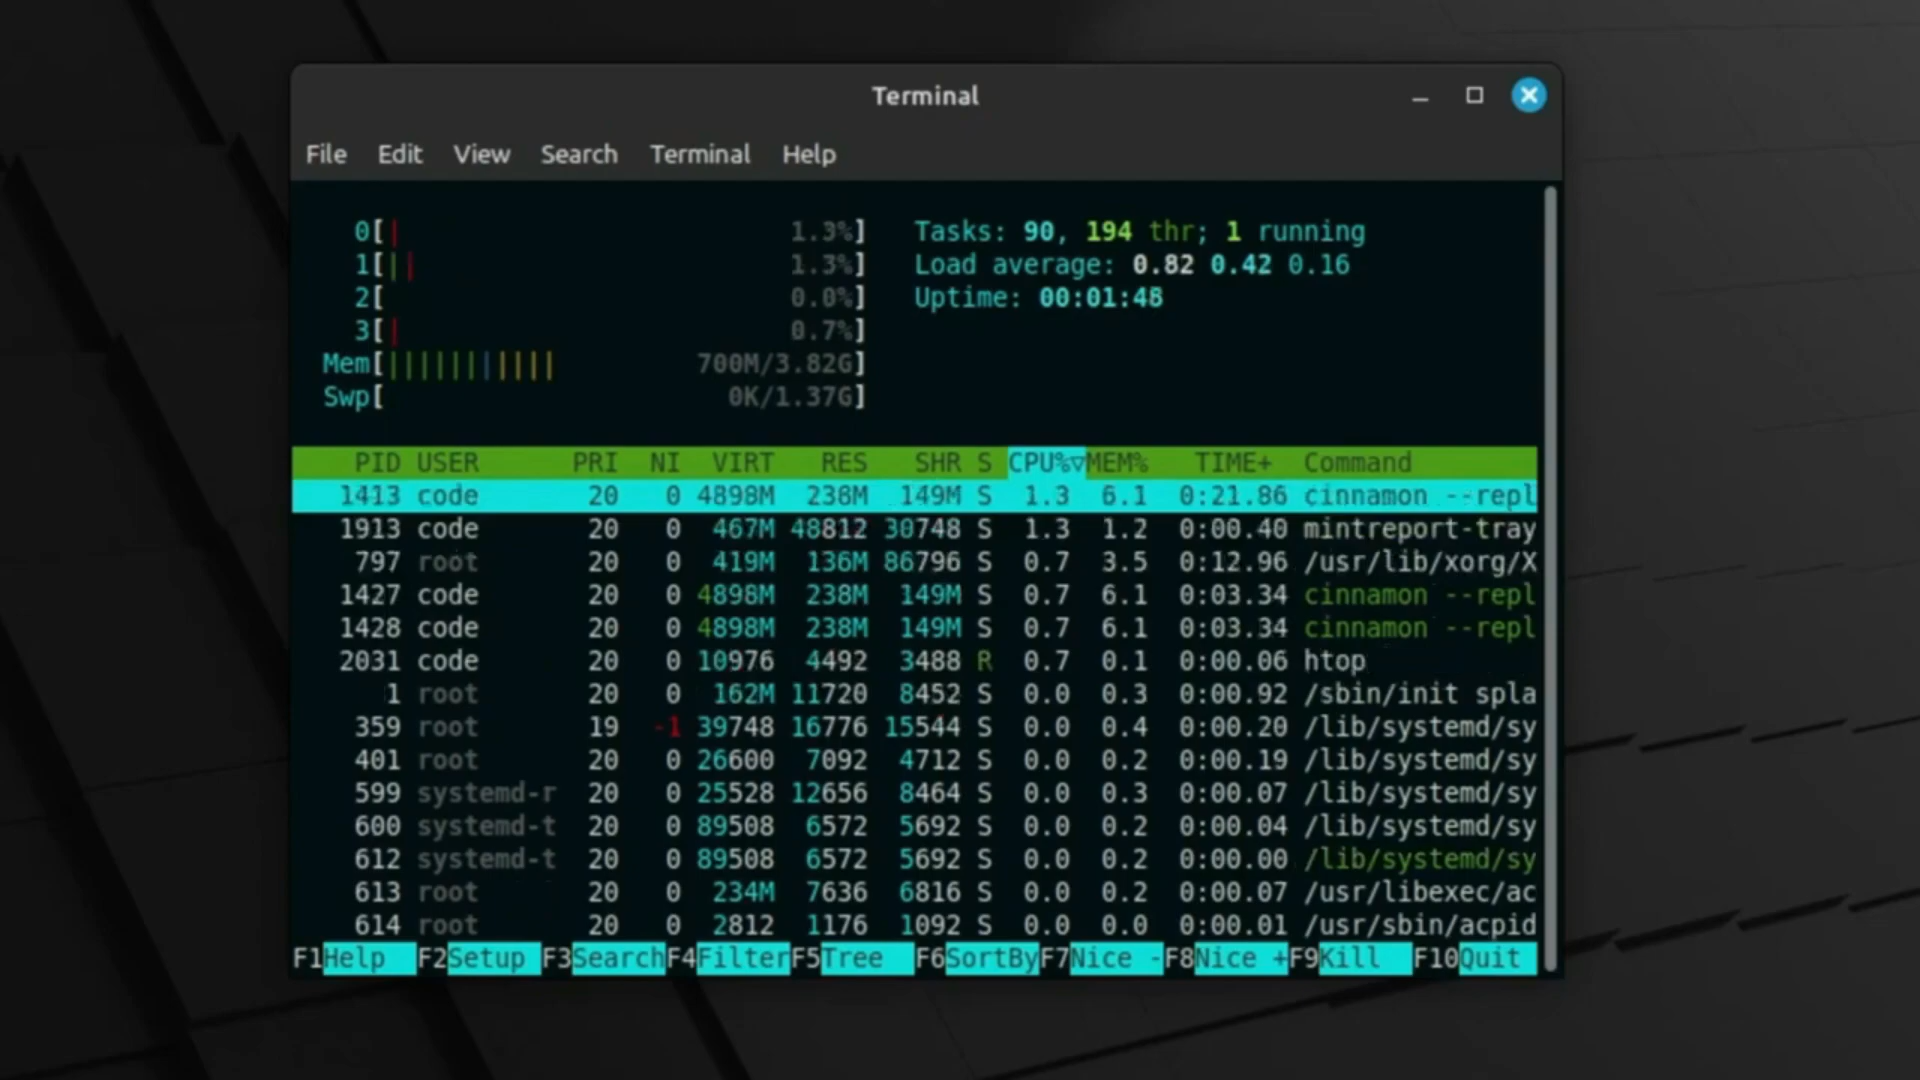 Terminal
File Edit View Search Terminal Help
0[| 1.3%] Tasks: 90, 194 thr; 1 running
1[|| 1.3%] Load average: 0.82 0.42 0.16
2[ 0.0%] Uptime: 00:01:48
3[| 0.7%]
Mem[||||||||||| 700M/3.82G]
Swp[ 0K/1.37G]
PID USER PRI NI VIRT RES SHR S CPU%▽MEM% TIME+ Command
1413 code 20 0 4898M 238M 149M S 1.3 6.1 0:21.86 cinnamon --repl
1913 code 20 0 467M 48812 30748 S 1.3 1.2 0:00.40 mintreport-tray
797 root 20 0 419M 136M 86796 S 0.7 3.5 0:12.96 /usr/lib/xorg/X
1427 code 20 0 4898M 238M 149M S 0.7 6.1 0:03.34 cinnamon --repl
1428 code 20 0 4898M 238M 149M S 0.7 6.1 0:03.34 cinnamon --repl
2031 code 20 0 10976 4492 3488 R 0.7 0.1 0:00.06 htop
1 root 20 0 162M 11720 8452 S 0.0 0.3 0:00.92 /sbin/init spla
359 root 19 -1 39748 16776 15544 S 0.0 0.4 0:00.20 /lib/systemd/sy
401 root 20 0 26600 7092 4712 S 0.0 0.2 0:00.19 /lib/systemd/sy
599 systemd-r 20 0 25528 12656 8464 S 0.0 0.3 0:00.07 /lib/systemd/sy
600 systemd-t 20 0 89508 6572 5692 S 0.0 0.2 0:00.04 /lib/systemd/sy
612 systemd-t 20 0 89508 6572 5692 S 0.0 0.2 0:00.00 /lib/systemd/sy
613 root 20 0 234M 7636 6816 S 0.0 0.2 0:00.07 /usr/libexec/ac
614 root 20 0 2812 1176 1092 S 0.0 0.0 0:00.01 /usr/sbin/acpid
F1Help F2Setup F3SearchF4FilterF5Tree F6SortByF7Nice -F8Nice +F9Kill F10Quit